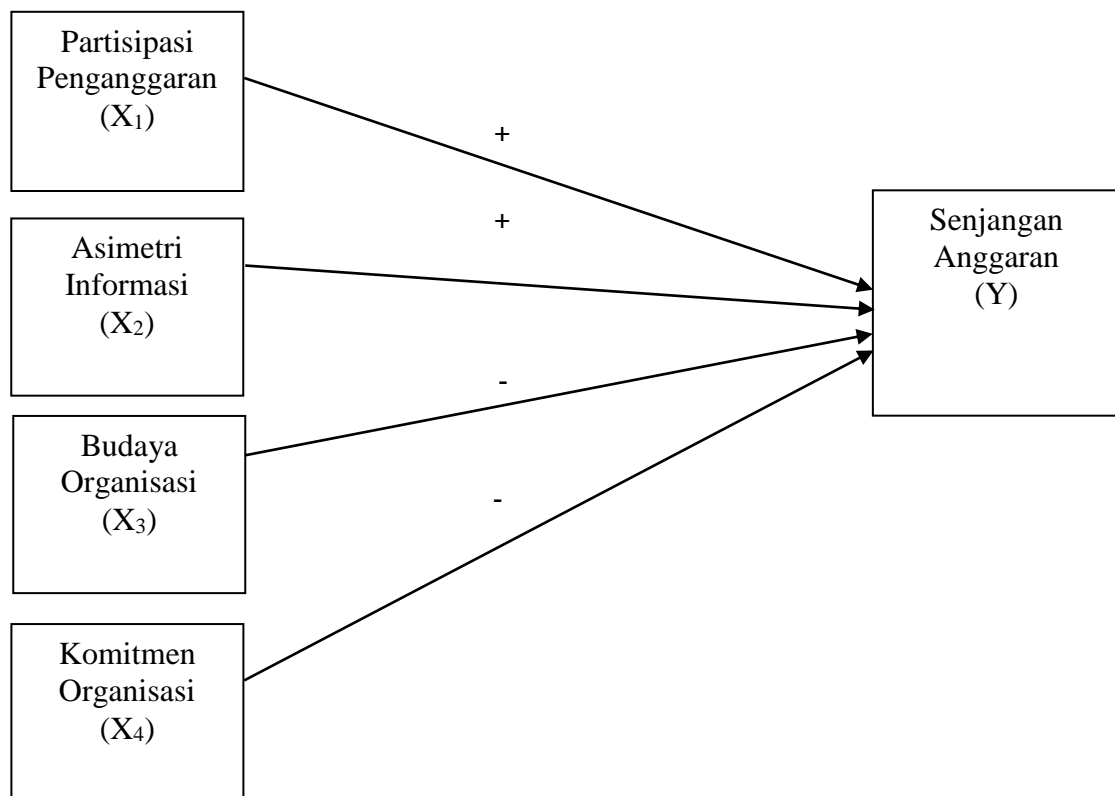 Partisipasi
Penganggaran
(X₁)
+
+
Asimetri
Informasi
(X₂)
Senjangan
Anggaran
(Y)
-
Budaya
Organisasi
(X₃)
-
Komitmen
Organisasi
(X₄)